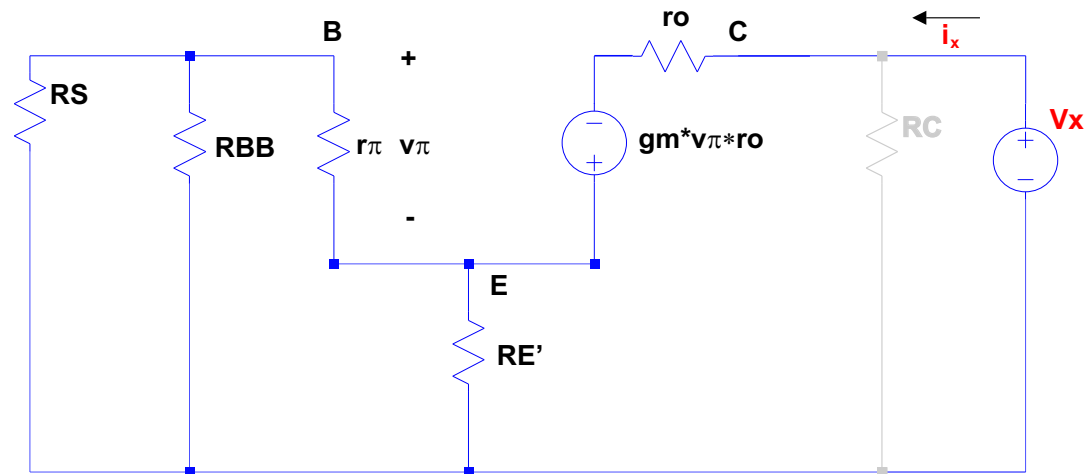 ro
B
+
C
ix
RS
RBB
rπ vπ
gm*vπ*ro
RC
Vx
-
E
RE’